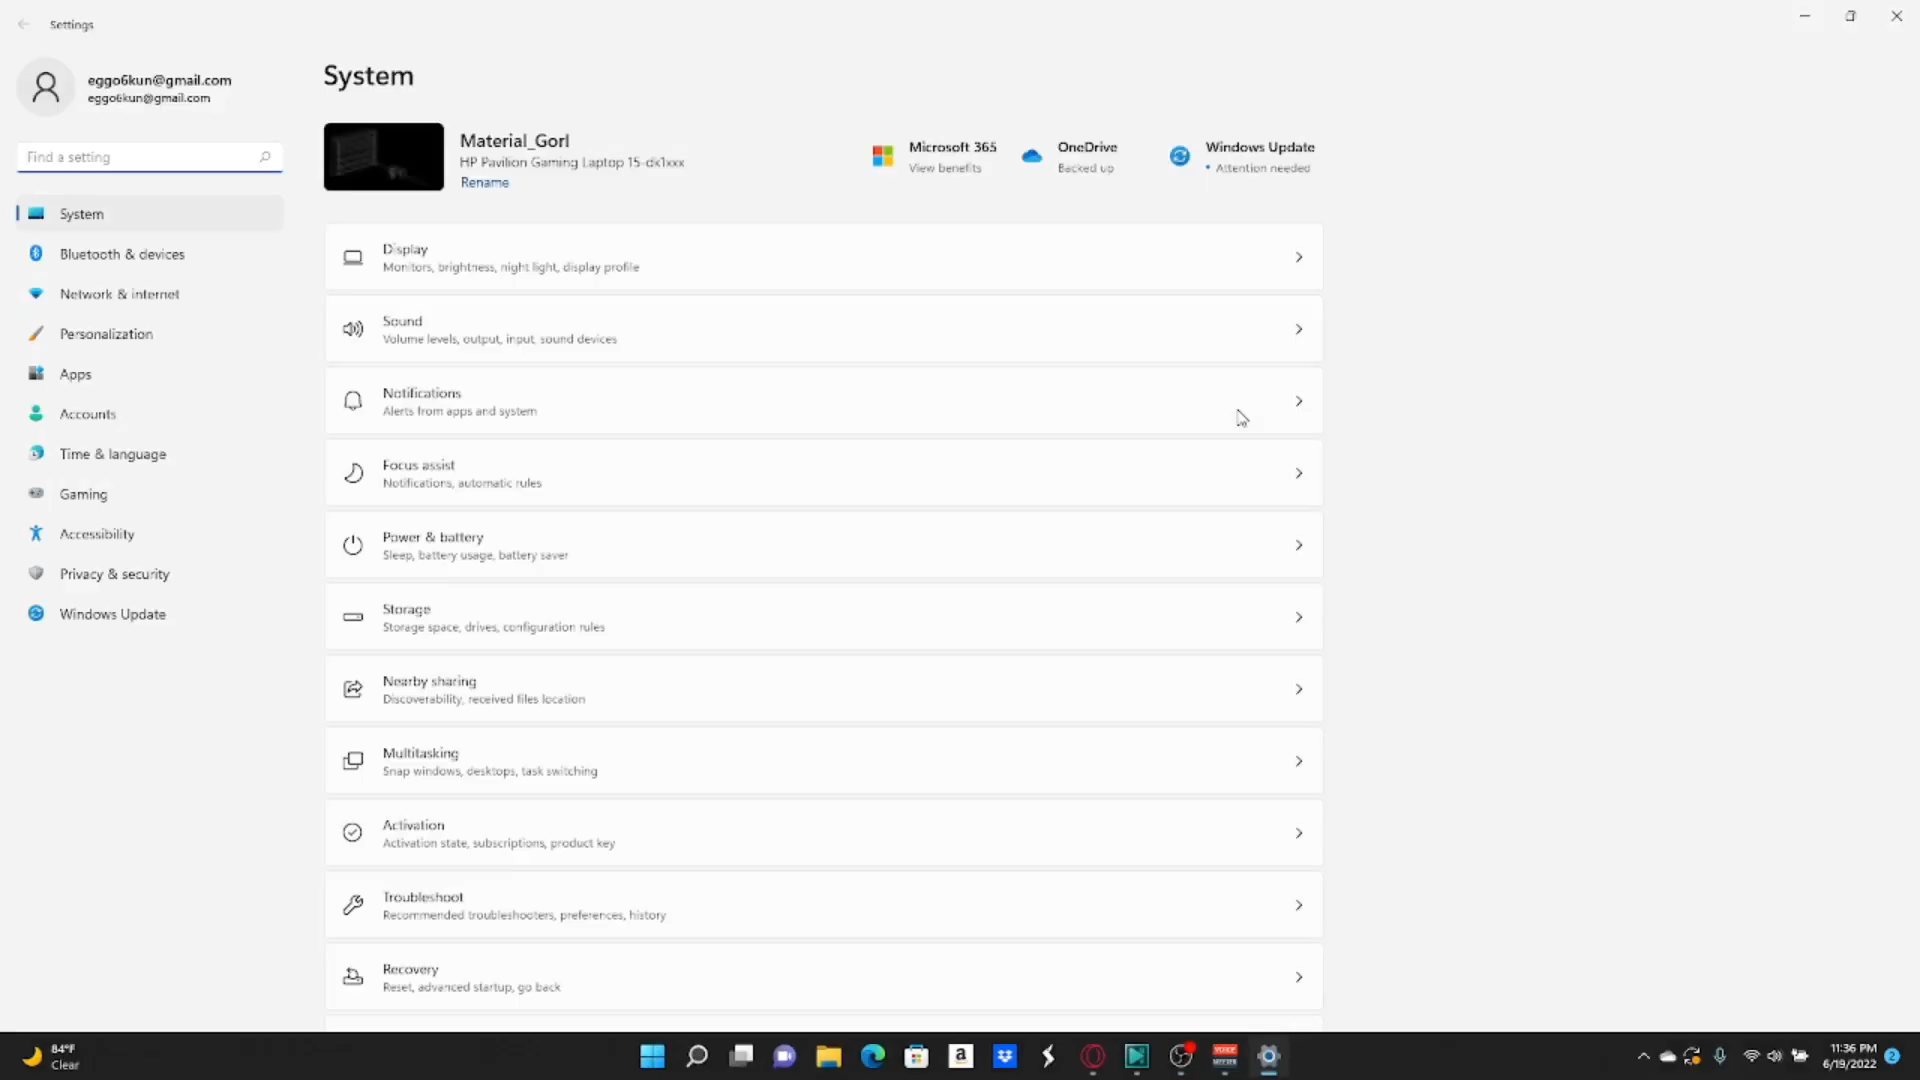 Settings
eggo6kun@gmail.com
eggo6kun@gmail.com
Find a setting
System
Bluetooth & devices
Network & internet
Personalization
Apps
Accounts
Time & language
Gaming
Accessibility
Privacy & security
Windows Update
System
Material_Gorl
HP Pavilion Gaming Laptop 15-dk1xxx
Rename
Microsoft 365
View benefits
OneDrive
Backed up
Windows Update
• Attention needed
Display
Monitors, brightness, night light, display profile
Sound
Volume levels, output, input, sound devices
Notifications
Alerts from apps and system
Focus assist
Notifications, automatic rules
Power & battery
Sleep, battery usage, battery saver
Storage
Storage space, drives, configuration rules
Nearby sharing
Discoverability, received files location
Multitasking
Snap windows, desktops, task switching
Activation
Activation state, subscriptions, product key
Troubleshoot
Recommended troubleshooters, preferences, history
Recovery
Reset, advanced startup, go back
84°F
Clear
a
VOICE
MEETER
11:36 PM
6/19/2022
2